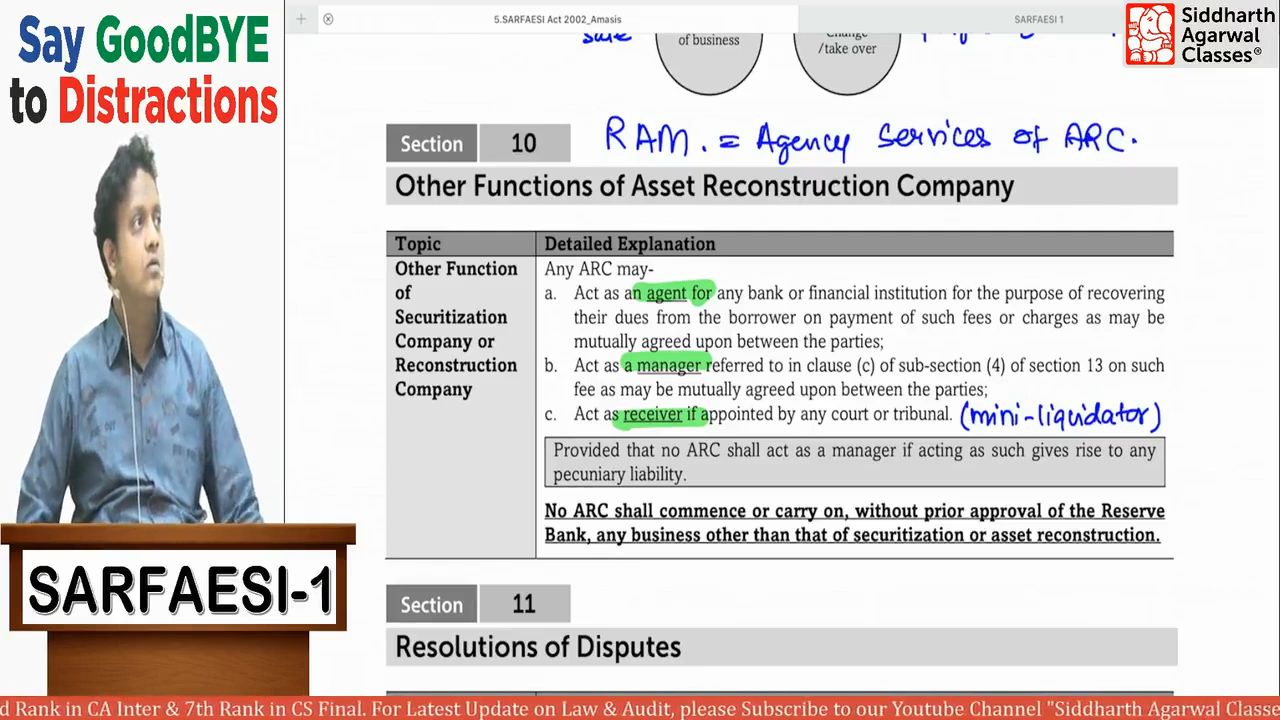 Say GoodBYE
to Distractions
5.SARFAESI Act 2002_Amasis
SARFAESI 1
Siddharth
Agarwal
Classes®
of business
Change
/take over
Section 10
RAM. = Agency Services of ARC.
Other Functions of Asset Reconstruction Company
Topic
Detailed Explanation
Other Function
of
Securitization
Company or
Reconstruction
Company
Any ARC may-
a. Act as an agent for any bank or financial institution for the purpose of recovering
their dues from the borrower on payment of such fees or charges as may be
mutually agreed upon between the parties;
b. Act as a manager referred to in clause (c) of sub-section (4) of section 13 on such
fee as may be mutually agreed upon between the parties;
c. Act as receiver if appointed by any court or tribunal. (mini-liquidator)
Provided that no ARC shall act as a manager if acting as such gives rise to any
pecuniary liability.
No ARC shall commence or carry on, without prior approval of the Reserve
Bank, any business other than that of securitization or asset reconstruction.
Section 11
Resolutions of Disputes
SARFAESI-1
d Rank in CA Inter & 7th Rank in CS Final. For Latest Update on Law & Audit, please Subscribe to our Youtube Channel "Siddharth Agarwal Classe